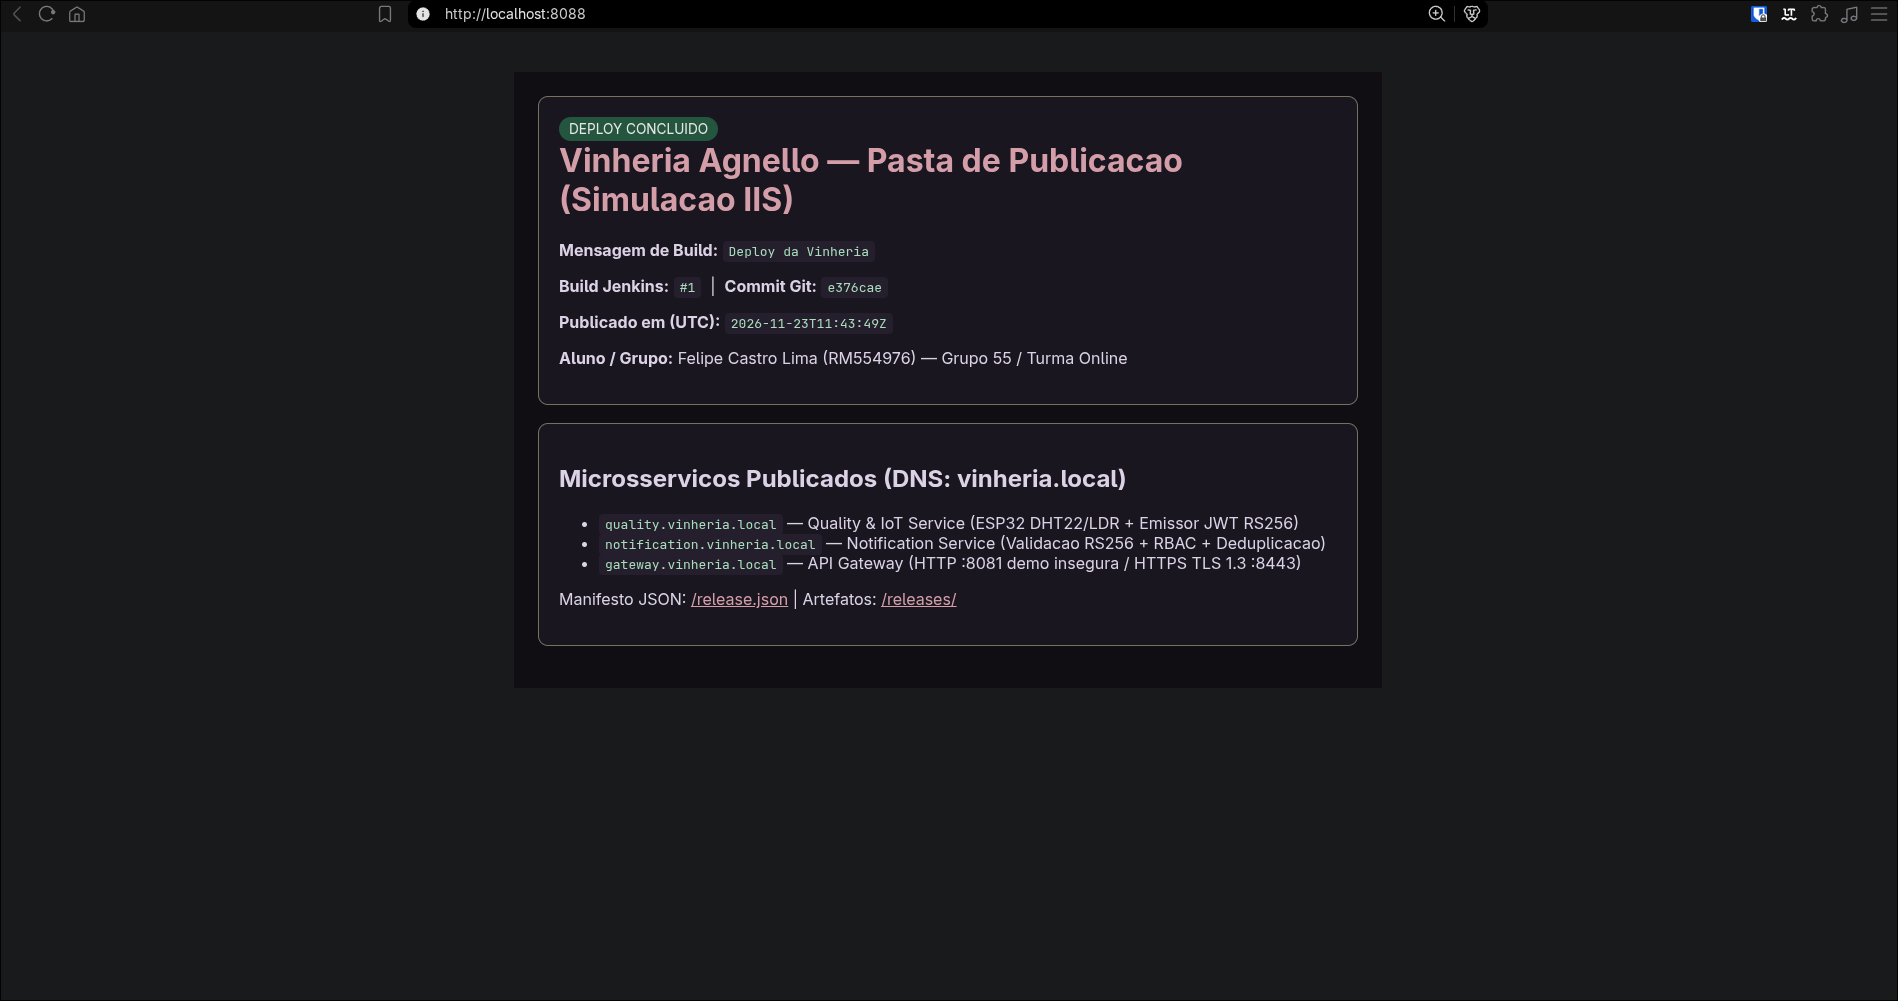 http://localhost:8088
DEPLOY CONCLUIDO
Vinheria Agnello — Pasta de Publicacao
(Simulacao IIS)
Mensagem de Build: Deploy da Vinheria
Build Jenkins: #1 | Commit Git: e376cae
Publicado em (UTC): 2026-11-23T11:43:49Z
Aluno / Grupo: Felipe Castro Lima (RM554976) — Grupo 55 / Turma Online
Microsservicos Publicados (DNS: vinheria.local)
• quality.vinheria.local — Quality & IoT Service (ESP32 DHT22/LDR + Emissor JWT RS256)
• notification.vinheria.local — Notification Service (Validacao RS256 + RBAC + Deduplicacao)
• gateway.vinheria.local — API Gateway (HTTP :8081 demo insegura / HTTPS TLS 1.3 :8443)
Manifesto JSON: /release.json | Artefatos: /releases/